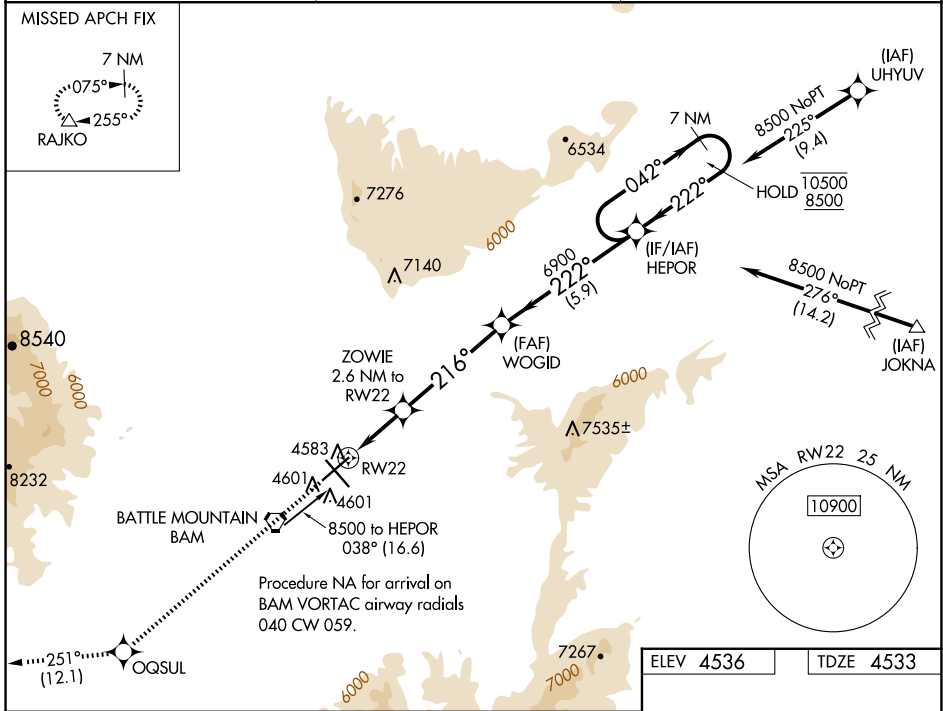 MISSED APCH FIX
7 NM
075°
255°
RAJKO
(IAF)
UHYUV
8500 NoPT
225°
(9.4)
7 NM
6534
042°
222°
HOLD
10500
8500
7276
6000
7140
(IF/IAF)
HEPOR
6900
222°
(5.9)
8500 NoPT
276°
(14.2)
(IAF)
JOKNA
(FAF)
WOGID
8540
7000
6000
8232
ZOWIE
2.6 NM to
RW22
216°
6000
7535±
4583
RW22
4601
4601
BATTLE MOUNTAIN
BAM
8500 to HEPOR
038° (16.6)
Procedure NA for arrival on
BAM VORTAC airway radials
040 CW 059.
MSA RW22 25 NM
10900
251°
(12.1)
OQSUL
6000
7267
7000
ELEV 4536
TDZE 4533